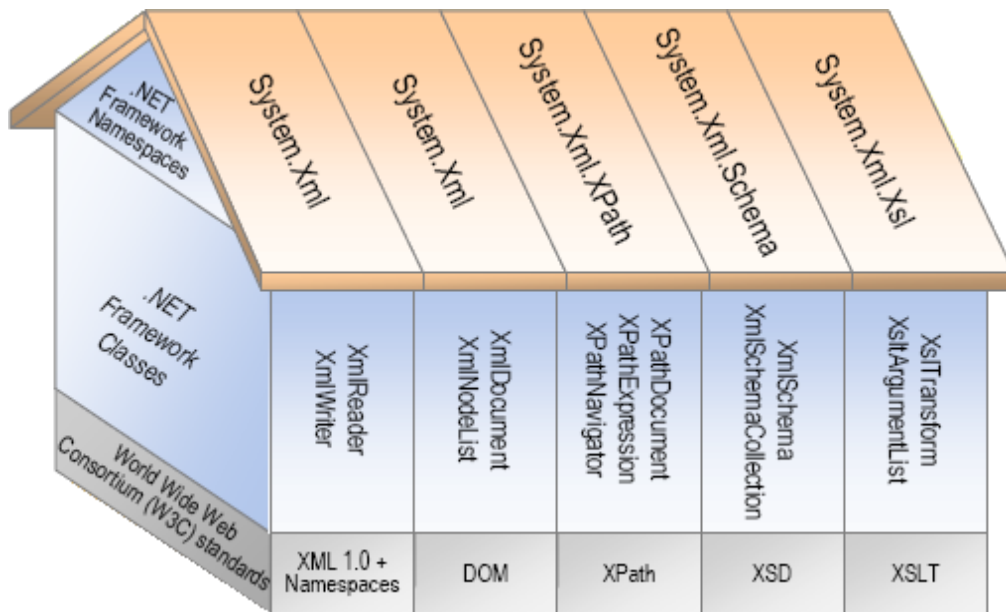 .NET
Framework
Namespaces
System.Xml
System.Xml
System.Xml.XPath
System.Xml.Schema
System.Xml.Xsl
.NET
Framework
Classes
XmlReader
XmlWriter
XmlDocument
XmlNodeList
XPathDocument
XPathExpression
XPathNavigator
XmlSchema
XmlSchemaCollection
XslTransform
XsltArgumentList
World Wide Web
Consortium (W3C) standards
XML 1.0 +
Namespaces
DOM
XPath
XSD
XSLT